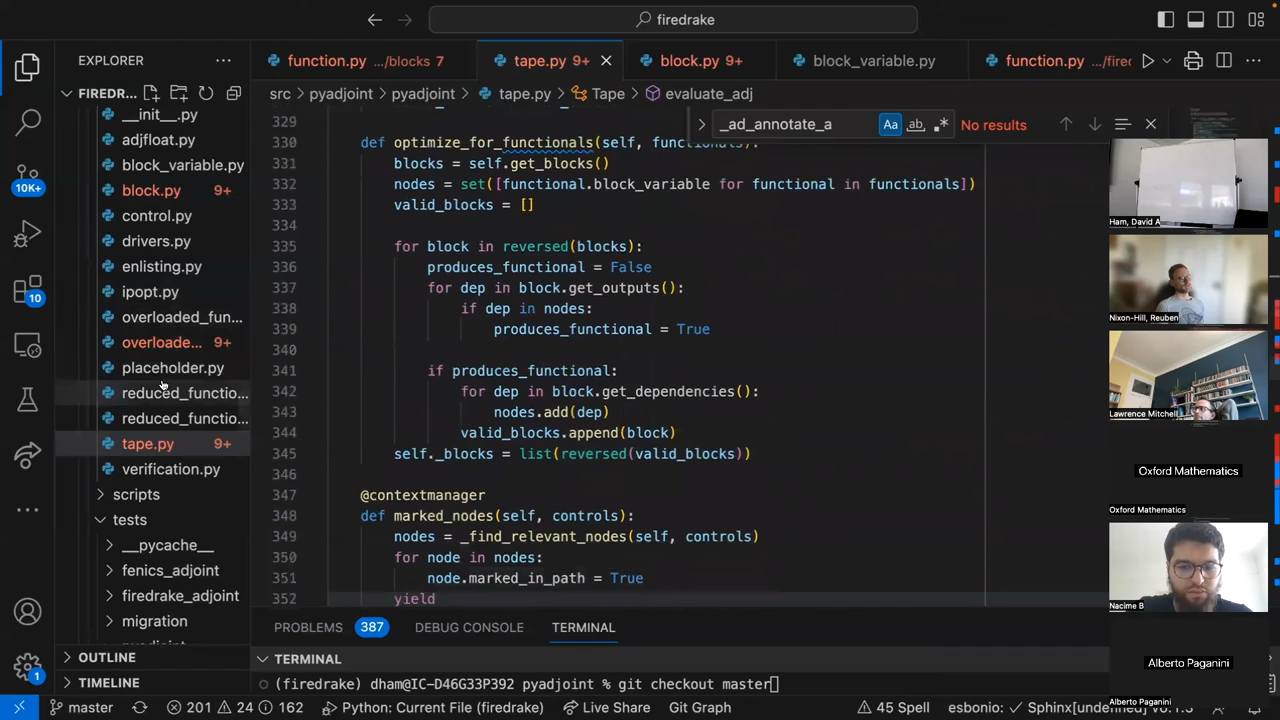 firedrake
EXPLORER
FIREDR...
__init__.py
adjfloat.py
block_variable.py
block.py 9+
control.py
drivers.py
enlisting.py
ipopt.py
overloaded_fun...
overloade... 9+
placeholder.py
reduced_functio...
reduced_functio...
tape.py 9+
verification.py
scripts
tests
__pycache__
fenics_adjoint
firedrake_adjoint
migration
OUTLINE
TIMELINE
10K+
10
1
function.py .../blocks 7
tape.py 9+
block.py 9+
block_variable.py
function.py .../firec
src > pyadjoint > pyadjoint > tape.py > Tape > evaluate_adj
_ad_annotate_a
Aa
ab
No results
329
330 def optimize_for_functionals(self, functionals):
331 blocks = self.get_blocks()
332 nodes = set([functional.block_variable for functional in functionals])
333 valid_blocks = []
334
335 for block in reversed(blocks):
336 produces_functional = False
337 for dep in block.get_outputs():
338 if dep in nodes:
339 produces_functional = True
340
341 if produces_functional:
342 for dep in block.get_dependencies():
343 nodes.add(dep)
344 valid_blocks.append(block)
345 self._blocks = list(reversed(valid_blocks))
346
347 @contextmanager
348 def marked_nodes(self, controls):
349 nodes = _find_relevant_nodes(self, controls)
350 for node in nodes:
351 node.marked_in_path = True
352 yield
PROBLEMS 387 DEBUG CONSOLE TERMINAL
TERMINAL
(firedrake) dham@IC-D46G33P392 pyadjoint % git checkout master
master 201 24 162 Python: Current File (firedrake) Live Share Git Graph 45 Spell esbonio: Sphinx[undefined] v6.1.3
Ham, David A
Nixon-Hill, Reuben
Lawrence Mitchell
Oxford Mathematics
Oxford Mathematics
Nacime B
Alberto Paganini
Alberto Paganini